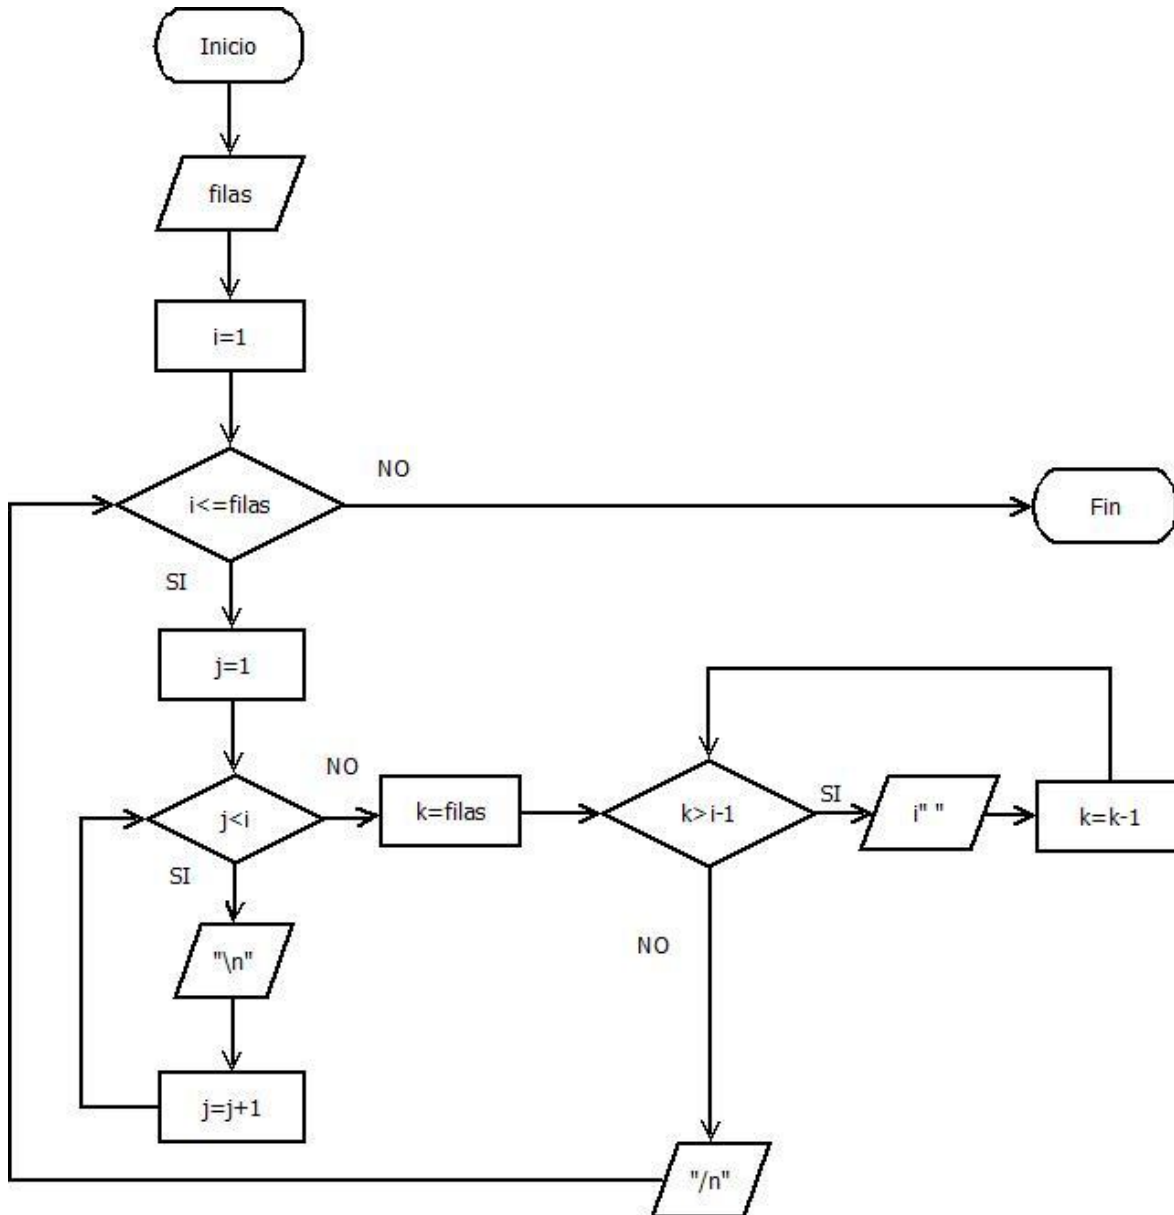 Inicio
filas
i=1
i<=filas
NO
Fin
SI
j=1
j<i
NO
k=filas
k>i-1
SI
i" "
k=k-1
SI
"\n"
NO
j=j+1
"/n"